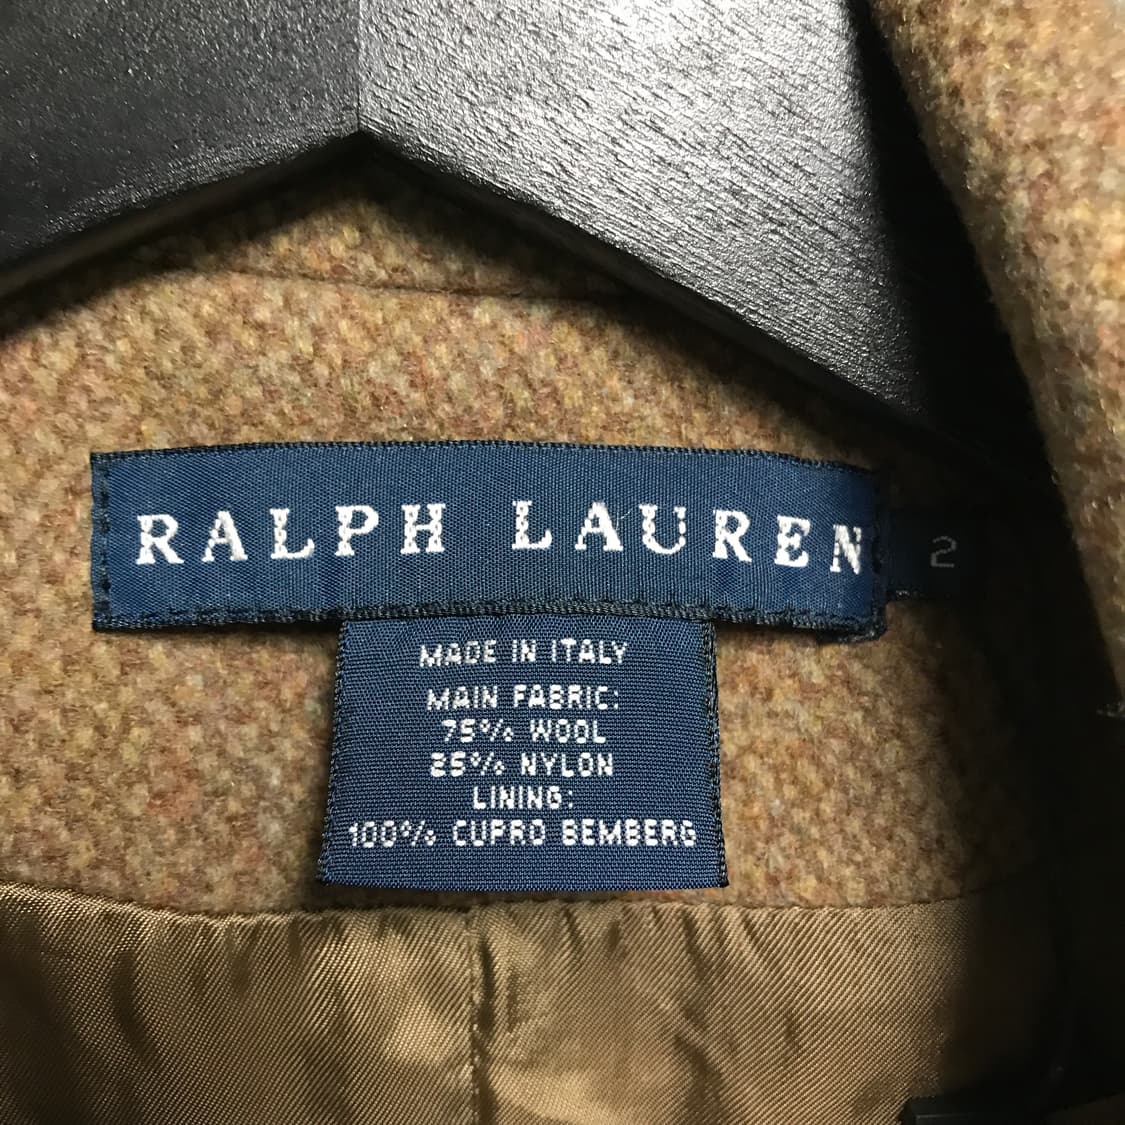 RALPH LAUREN
2
MADE IN ITALY
MAIN FABRIC:
75% WOOL
25% NYLON
LINING:
100% CUPRO BEMBERG